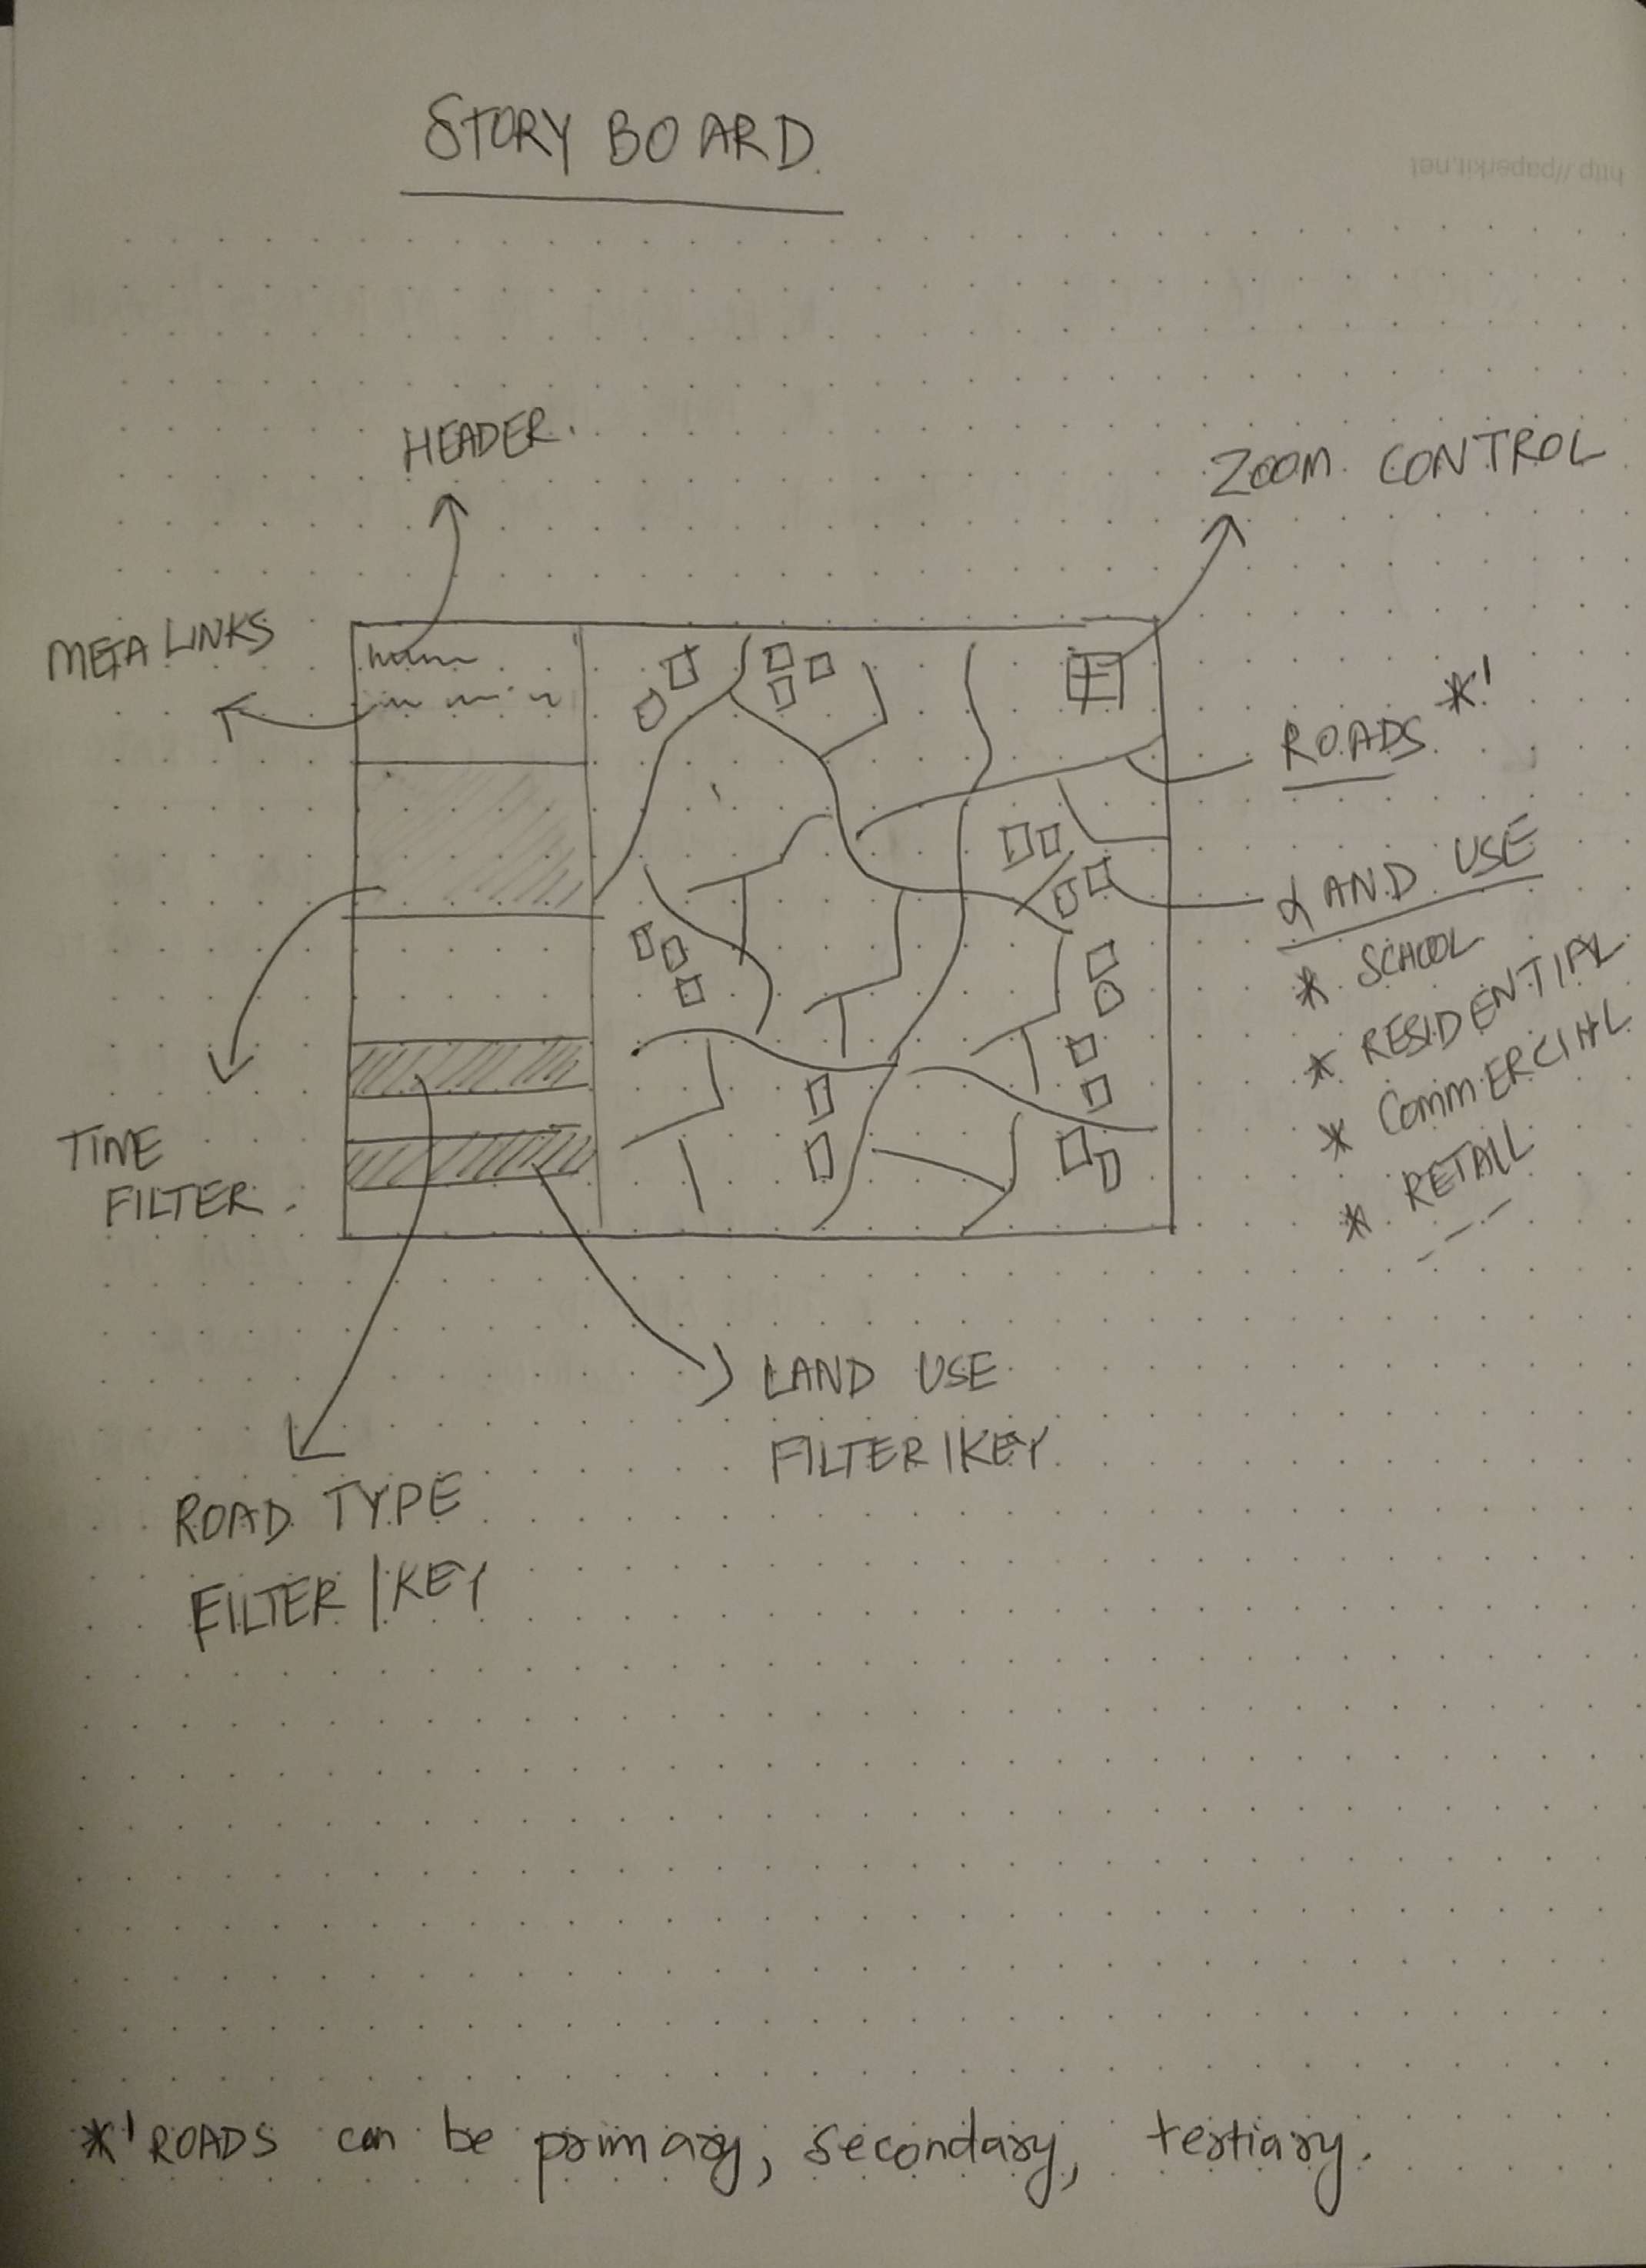 STORY BOARD.
http://paperkit.net
HEADER.
ZOOM CONTROL
META LINKS
ROADS *'
LAND USE
* SCHOOL
* RESIDENTIAL
* COMMERCIAL
* RETAIL
TIME
FILTER.
LAND USE
FILTER | KEY
ROAD TYPE
FILTER | KEY
*' ROADS can be primary, secondary, tertiary.